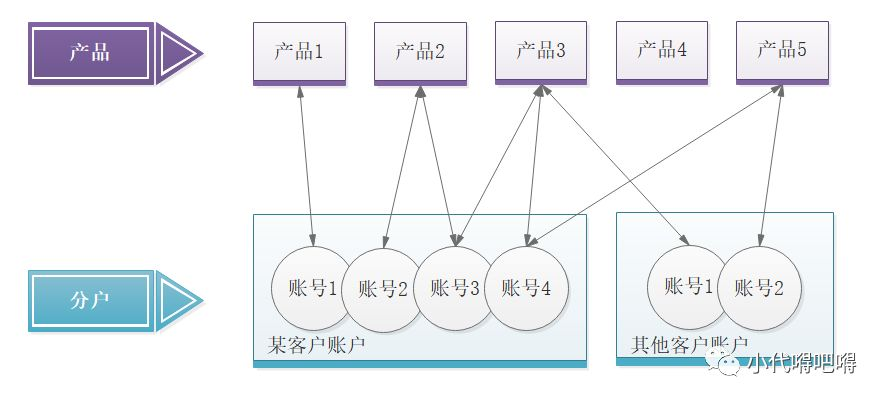 产品
产品1
产品2
产品3
产品4
产品5
分户
账号1
账号2
账号3
账号4
账号1
账号2
某客户账户
其他客户账户
小代嘚吧嘚